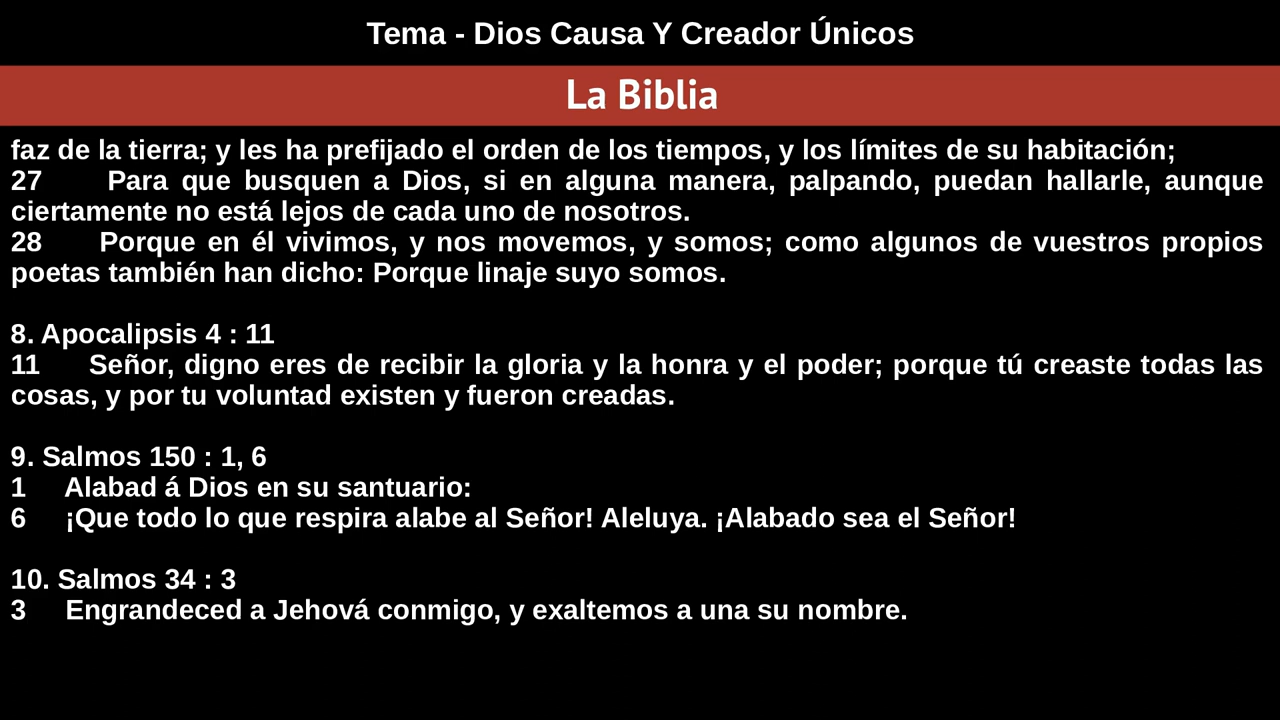 Tema - Dios Causa Y Creador Únicos
La Biblia
faz de la tierra; y les ha prefijado el orden de los tiempos, y los límites de su habitación;
27 Para que busquen a Dios, si en alguna manera, palpando, puedan hallarle, aunque
ciertamente no está lejos de cada uno de nosotros.
28 Porque en él vivimos, y nos movemos, y somos; como algunos de vuestros propios
poetas también han dicho: Porque linaje suyo somos.
8. Apocalipsis 4 : 11
11 Señor, digno eres de recibir la gloria y la honra y el poder; porque tú creaste todas las
cosas, y por tu voluntad existen y fueron creadas.
9. Salmos 150 : 1, 6
1 Alabad á Dios en su santuario:
6 ¡Que todo lo que respira alabe al Señor! Aleluya. ¡Alabado sea el Señor!
10. Salmos 34 : 3
3 Engrandeced a Jehová conmigo, y exaltemos a una su nombre.